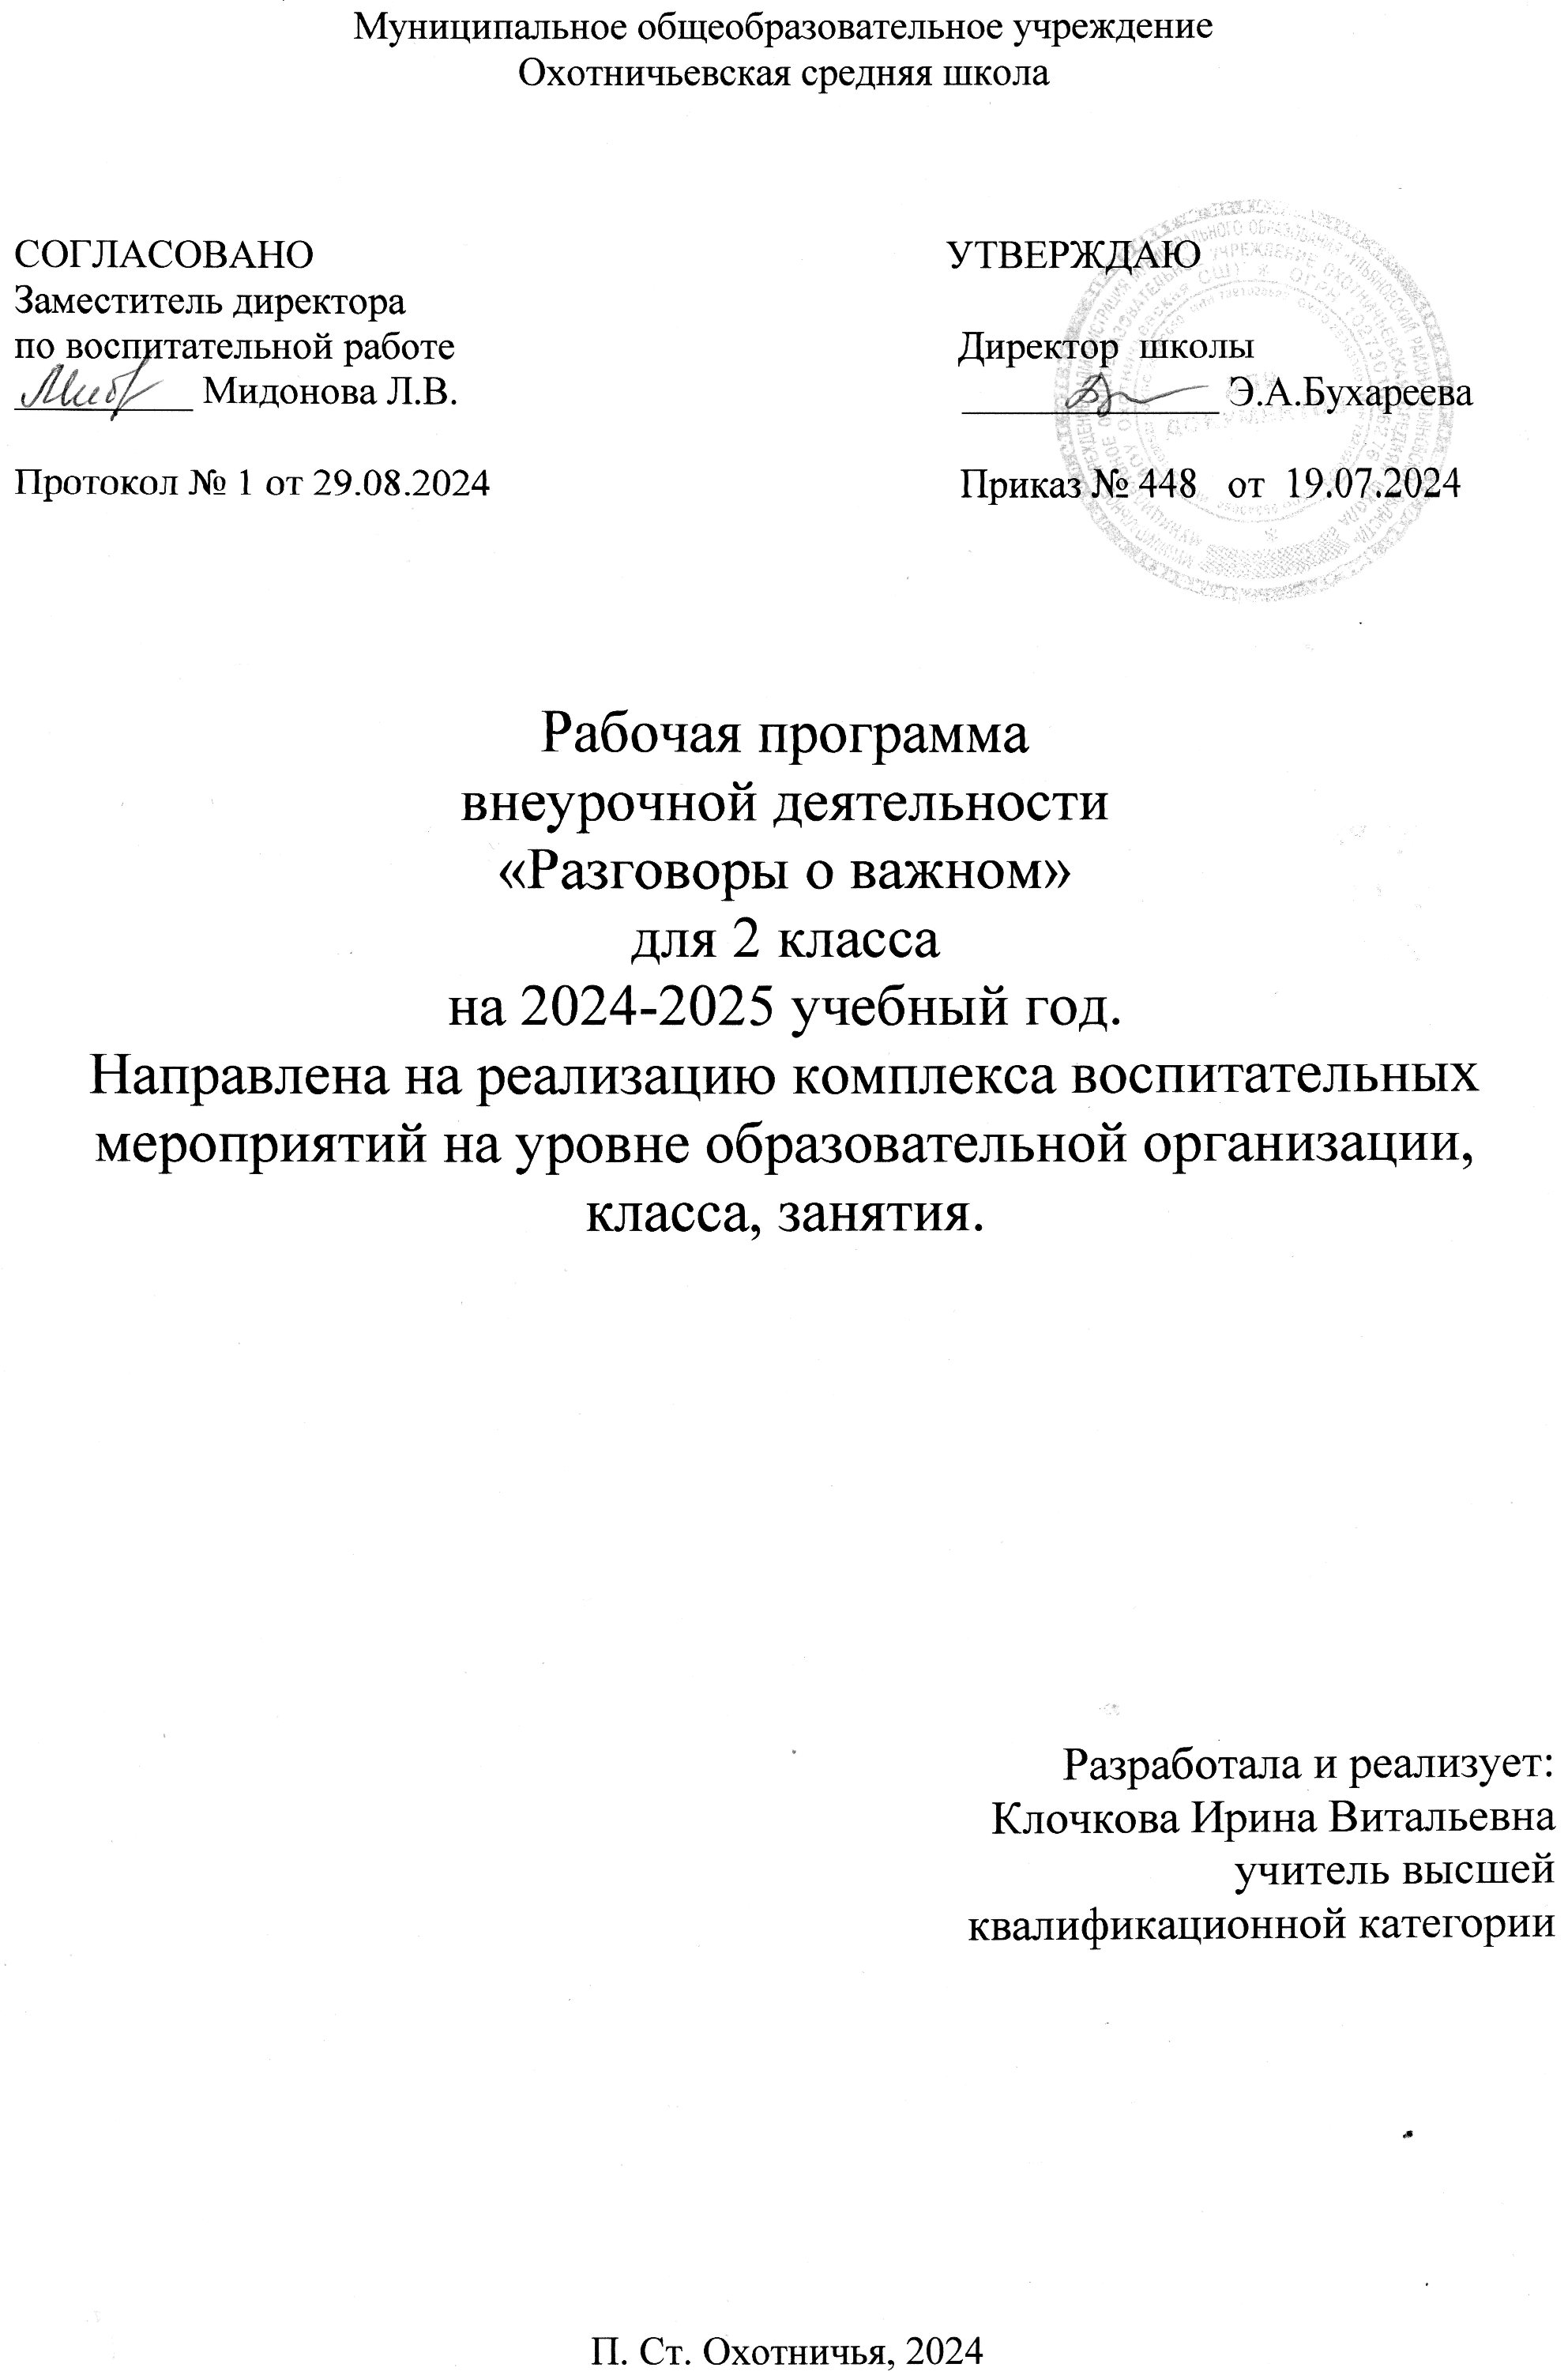 Муниципальное общеобразовательное учреждение
Охотничьевская средняя школа
СОГЛАСОВАНО
Заместитель директора
по воспитательной работе
Мидонова Л.В.
Протокол № 1 от 29.08.2024
УТВЕРЖДАЮ
Директор школы
Э.А.Бухареева
Приказ № 448 от 19.07.2024
Рабочая программа
внеурочной деятельности
«Разговоры о важном»
для 2 класса
на 2024-2025 учебный год.
Направлена на реализацию комплекса воспитательных
мероприятий на уровне образовательной организации,
класса, занятия.
Разработала и реализует:
Клочкова Ирина Витальевна
учитель высшей
квалификационной категории
П. Ст. Охотничья, 2024